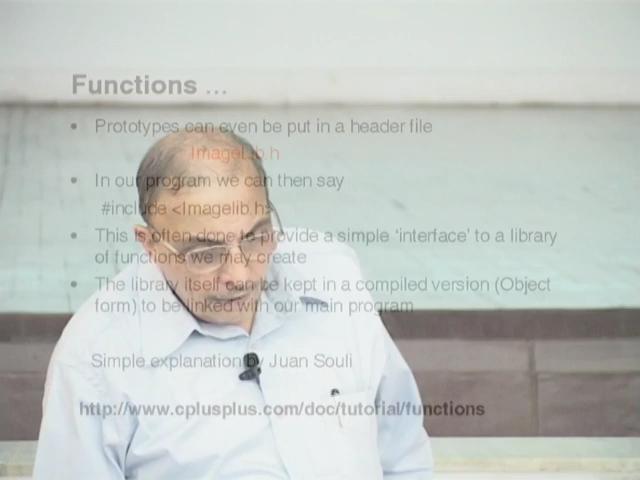 Functions ...
• Prototypes can even be put in a header file
ImageLib.h
• In our program we can then say
#include <Imagelib.h>
• This is often done to provide a simple ‘interface’ to a library
of functions we may create
• The library itself can be kept in a compiled version (Object
form) to be linked with our main program
Simple explanation by Juan Souli
http://www.cplusplus.com/doc/tutorial/functions